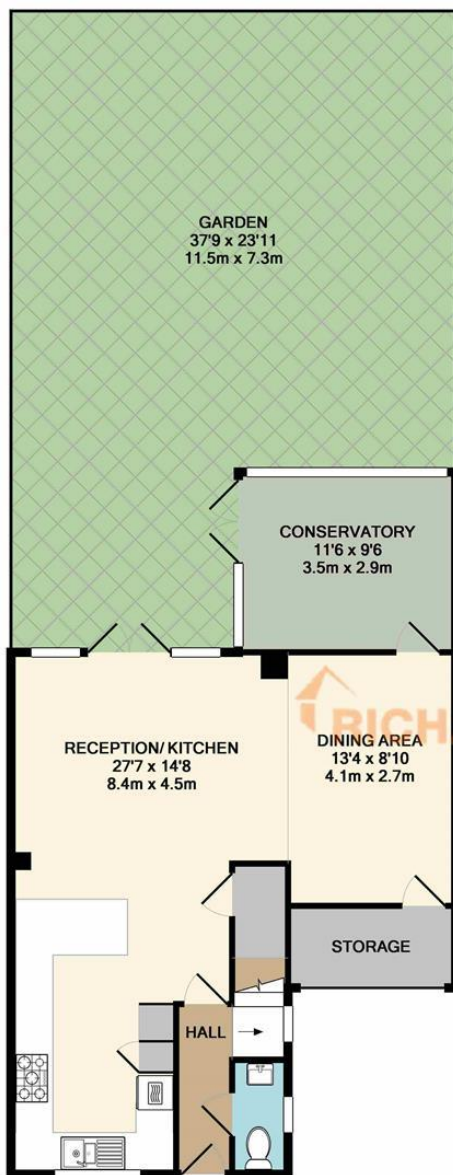 GARDEN
37'9 x 23'11
11.5m x 7.3m
CONSERVATORY
11'6 x 9'6
3.5m x 2.9m
RICH
RECEPTION/ KITCHEN
27'7 x 14'8
8.4m x 4.5m
DINING AREA
13'4 x 8'10
4.1m x 2.7m
STORAGE
HALL